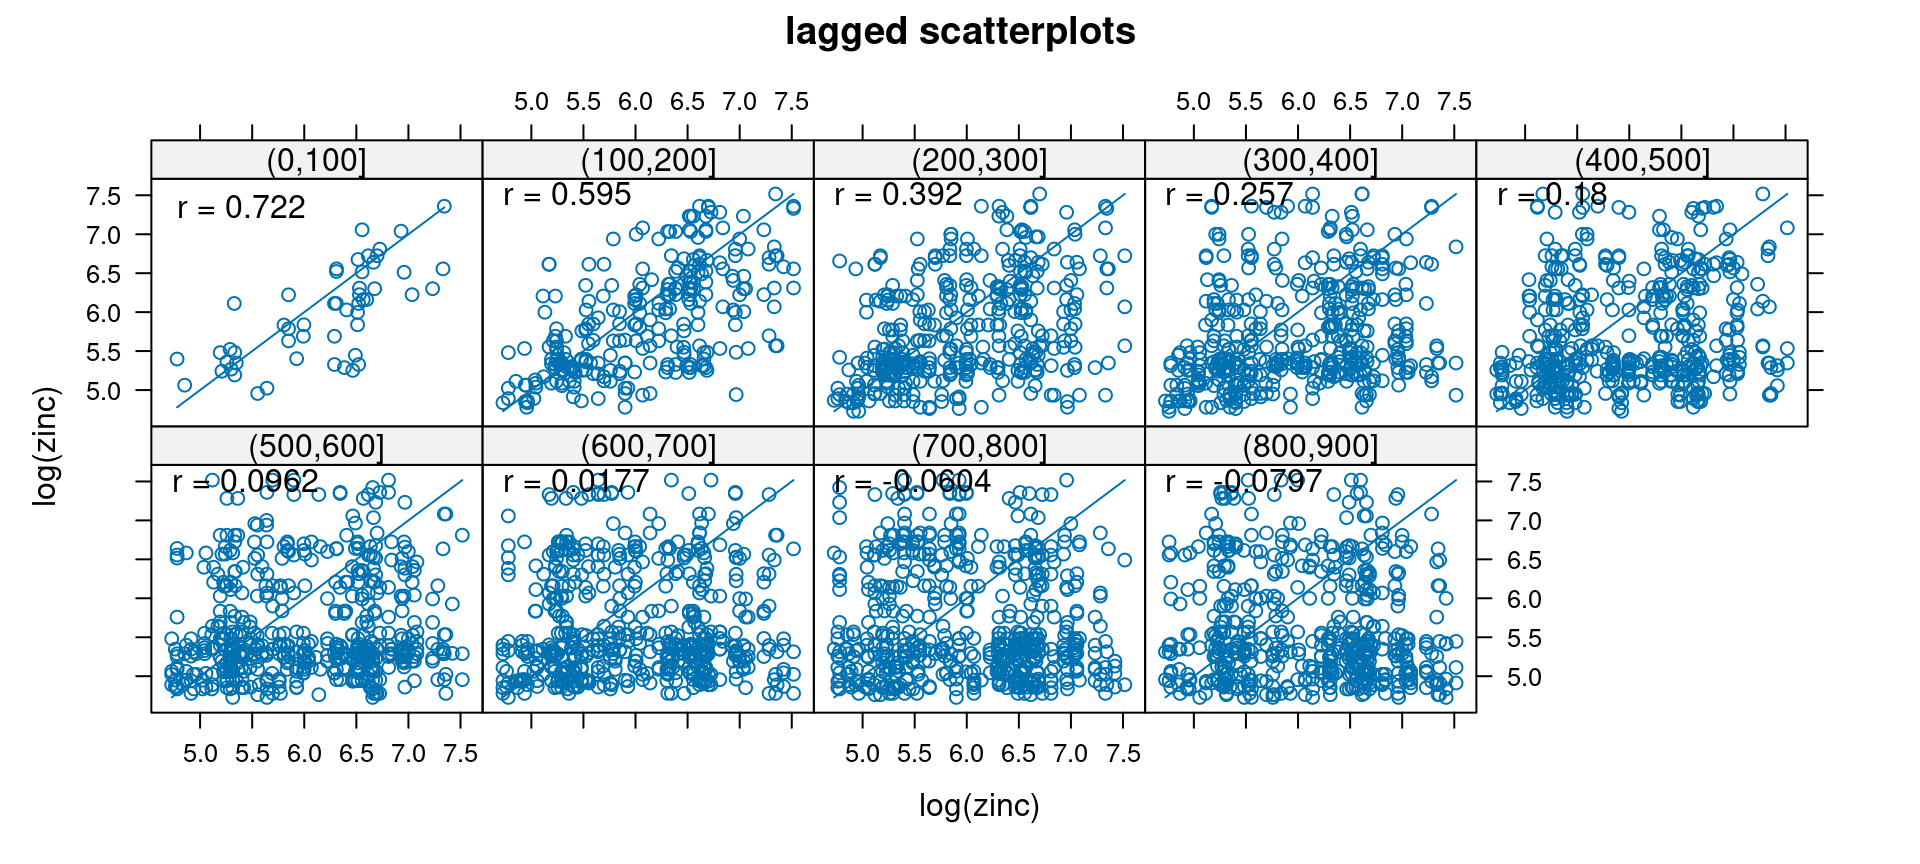 lagged scatterplots
5.0 5.5 6.0 6.5 7.0 7.5 5.0 5.5 6.0 6.5 7.0 7.5
(0,100] (100,200] (200,300] (300,400] (400,500]
r = 0.722 r = 0.595 r = 0.392 r = 0.257 r = 0.18
7.5
7.0
6.5
6.0
5.5
5.0
log(zinc)
(500,600] (600,700] (700,800] (800,900]
r = 0.0962 r = 0.0177 r = -0.0604 r = -0.0797
7.5
7.0
6.5
6.0
5.5
5.0
5.0 5.5 6.0 6.5 7.0 7.5 5.0 5.5 6.0 6.5 7.0 7.5
log(zinc)